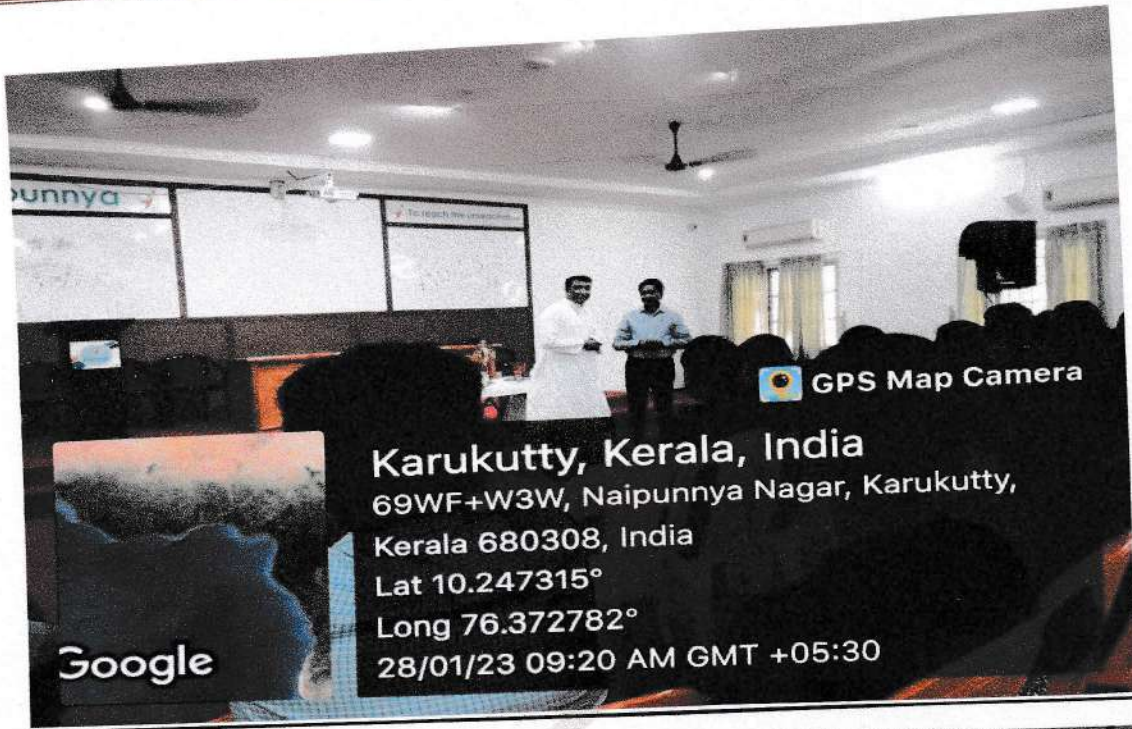 punnya
To reach the unreached
GPS Map Camera
Karukutty, Kerala, India
69WF+W3W, Naipunnya Nagar, Karukutty,
Kerala 680308, India
Lat 10.247315°
Long 76.372782°
28/01/23 09:20 AM GMT +05:30
Google